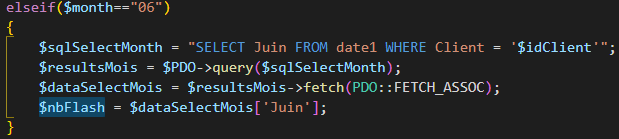 elseif($month=="06")
{
$sqlSelectMonth = "SELECT Juin FROM date1 WHERE Client = '$idClient'";
$resultsMois = $PDO->query($sqlSelectMonth);
$dataSelectMois = $resultsMois->fetch(PDO::FETCH_ASSOC);
$nbFlash = $dataSelectMois['Juin'];
}